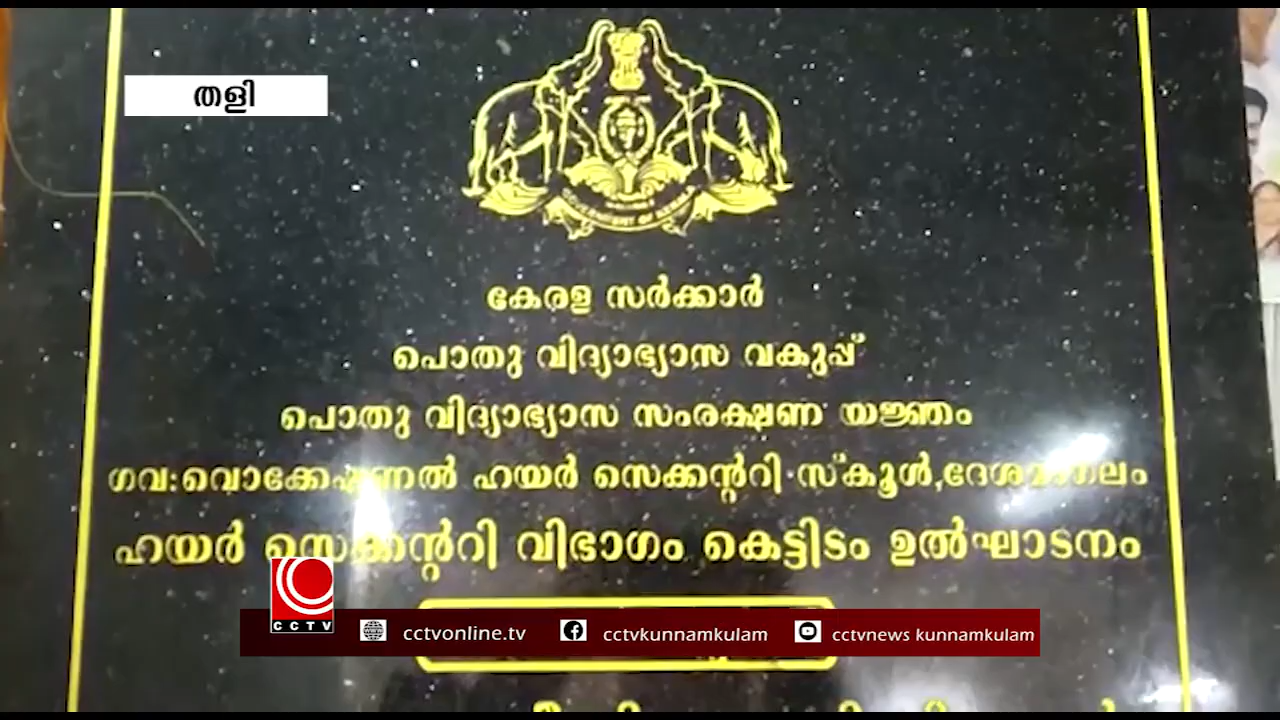 തളി
കേരള സർക്കാർ
പൊതു വിദ്യാഭ്യാസ വകുപ്പ്
പൊതു വിദ്യാഭ്യാസ സംരക്ഷണ യജ്ഞം
ഗവ:വൊക്കേഷണൽ ഹയർ സെക്കന്ററി സ്കൂൾ,ദേശമംഗലം
ഹയർ സെക്കന്ററി വിഭാഗം കെട്ടിടം ഉൽഘാടനം
CCTV
cctvonline.tv cctvkunnamkulam cctvnews kunnamkulam